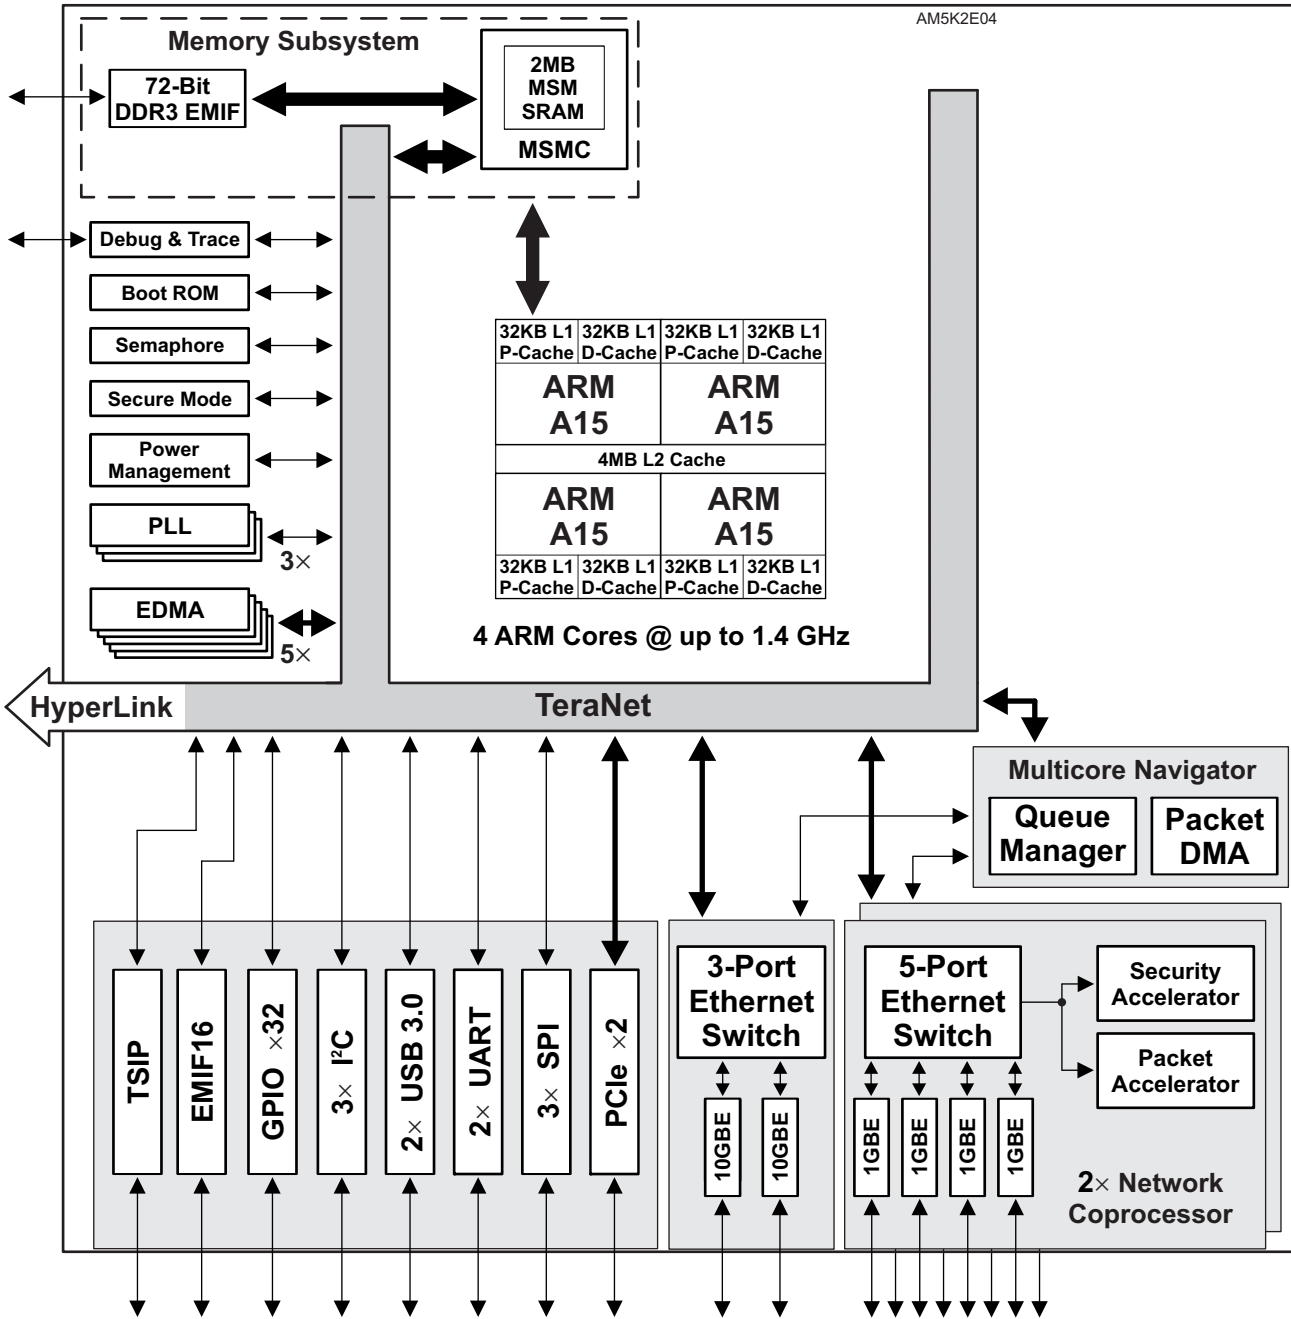 AM5K2E04
Memory Subsystem
72-Bit
DDR3 EMIF
2MB
MSM
SRAM
MSMC
Debug & Trace
Boot ROM
Semaphore
Secure Mode
Power
Management
PLL
3×
EDMA
5×
32KB L1
P-Cache
32KB L1
D-Cache
32KB L1
P-Cache
32KB L1
D-Cache
ARM
A15
ARM
A15
4MB L2 Cache
ARM
A15
ARM
A15
32KB L1
P-Cache
32KB L1
D-Cache
32KB L1
P-Cache
32KB L1
D-Cache
4 ARM Cores @ up to 1.4 GHz
HyperLink
TeraNet
Multicore Navigator
Queue
Manager
Packet
DMA
TSIP
EMIF16
GPIO ×32
3× I²C
2× USB 3.0
2× UART
3× SPI
PCIe ×2
3-Port
Ethernet
Switch
10GBE
10GBE
5-Port
Ethernet
Switch
1GBE
1GBE
1GBE
1GBE
Security
Accelerator
Packet
Accelerator
2× Network
Coprocessor